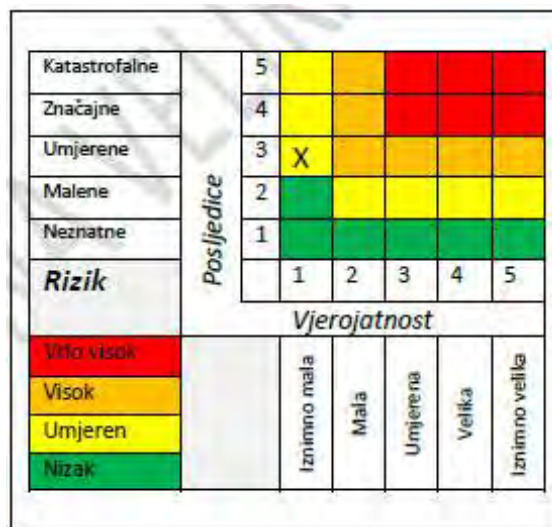 Katastrofalne 5
Značajne 4
Umjerene 3 X
Malene 2
Neznatne 1
Posljedice
Rizik 1 2 3 4 5
Vjerojatnost
Vrlo visok
Visok
Umjeren
Nizak
Iznimno mala
Mala
Umjerena
Velika
Iznimno velika